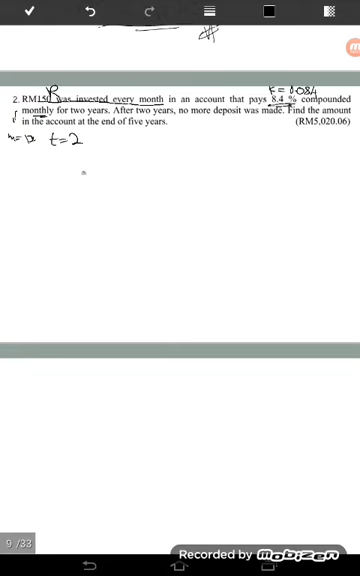 R
K = 0.084
2. RM150 was invested every month in an account that pays 8.4 % compounded
monthly for two years. After two years, no more deposit was made. Find the amount
in the account at the end of five years. (RM5,020.06)
m = 12 t = 2
9 /33
Recorded by Mobizen